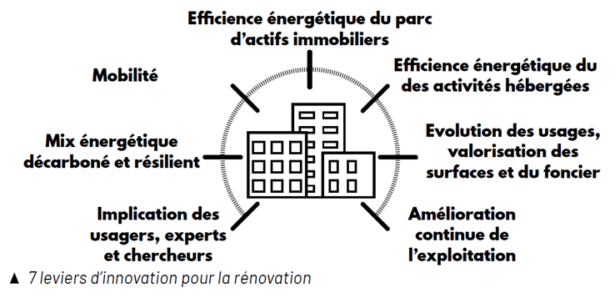 Efficience énergétique du parc
d'actifs immobiliers
Efficience énergétique du
des activités hébergées
Evolution des usages,
valorisation des
surfaces et du foncier
Amélioration
continue de
l'exploitation
Implication des
usagers, experts
et chercheurs
Mix énergétique
décarboné et résilient
Mobilité
▲ 7 leviers d'innovation pour la rénovation